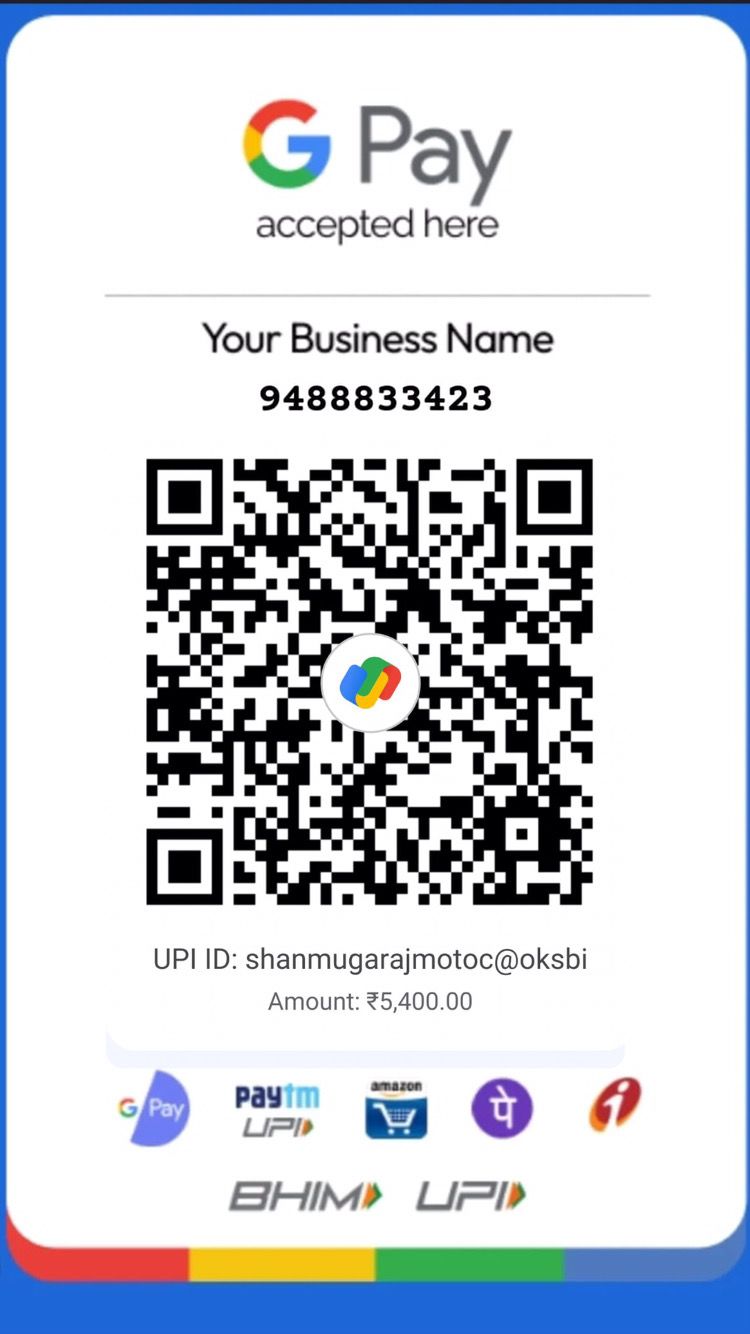 G Pay
accepted here
Your Business Name
9488833423
UPI ID: shanmugarajmotoc@oksbi
Amount: ₹5,400.00
G Pay
paytm
UPI
amazon
पे
i
BHIM UPI